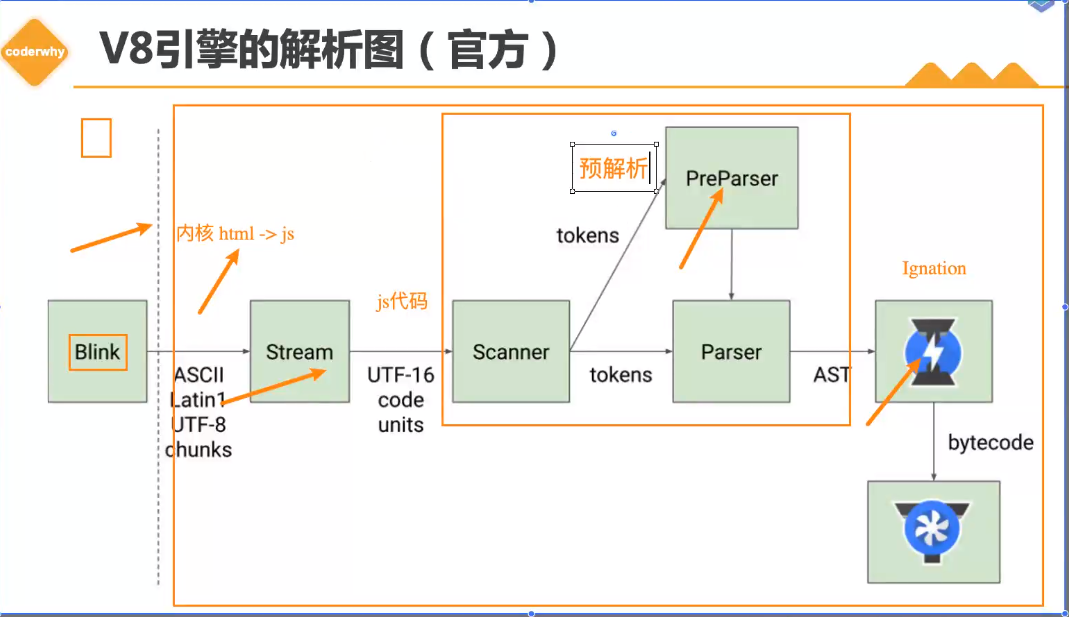 coderwhy
V8引擎的解析图（官方）
预解析
PreParser
tokens
内核 html -> js
Ignation
js代码
Blink
Stream
Scanner
Parser
ASCII
Latin1
UTF-8
chunks
UTF-16
code
units
tokens
AST
bytecode